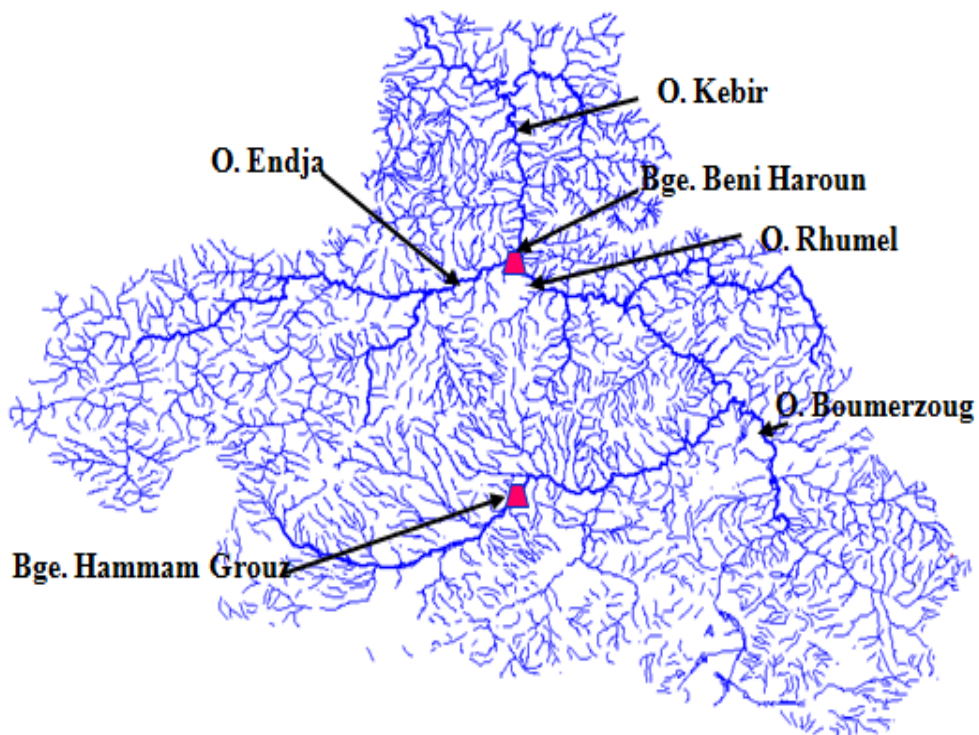 O. Kebir
O. Endja
Bge. Beni Haroun
O. Rhumel
O. Boumerzoug
Bge. Hammam Grouz